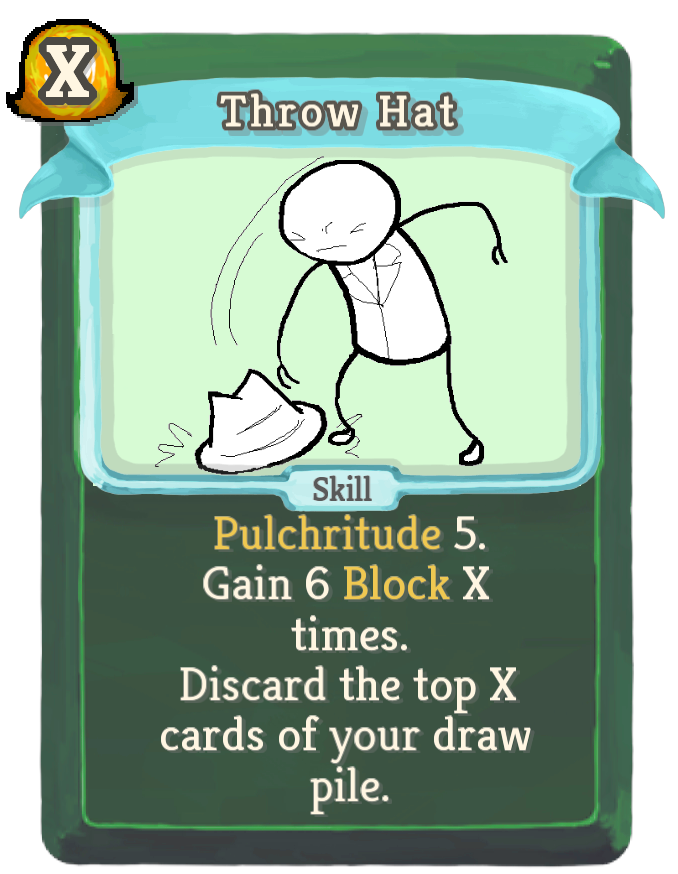 X
Throw Hat
Skill
Pulchritude 5.
Gain 6 Block X
times.
Discard the top X
cards of your draw
pile.